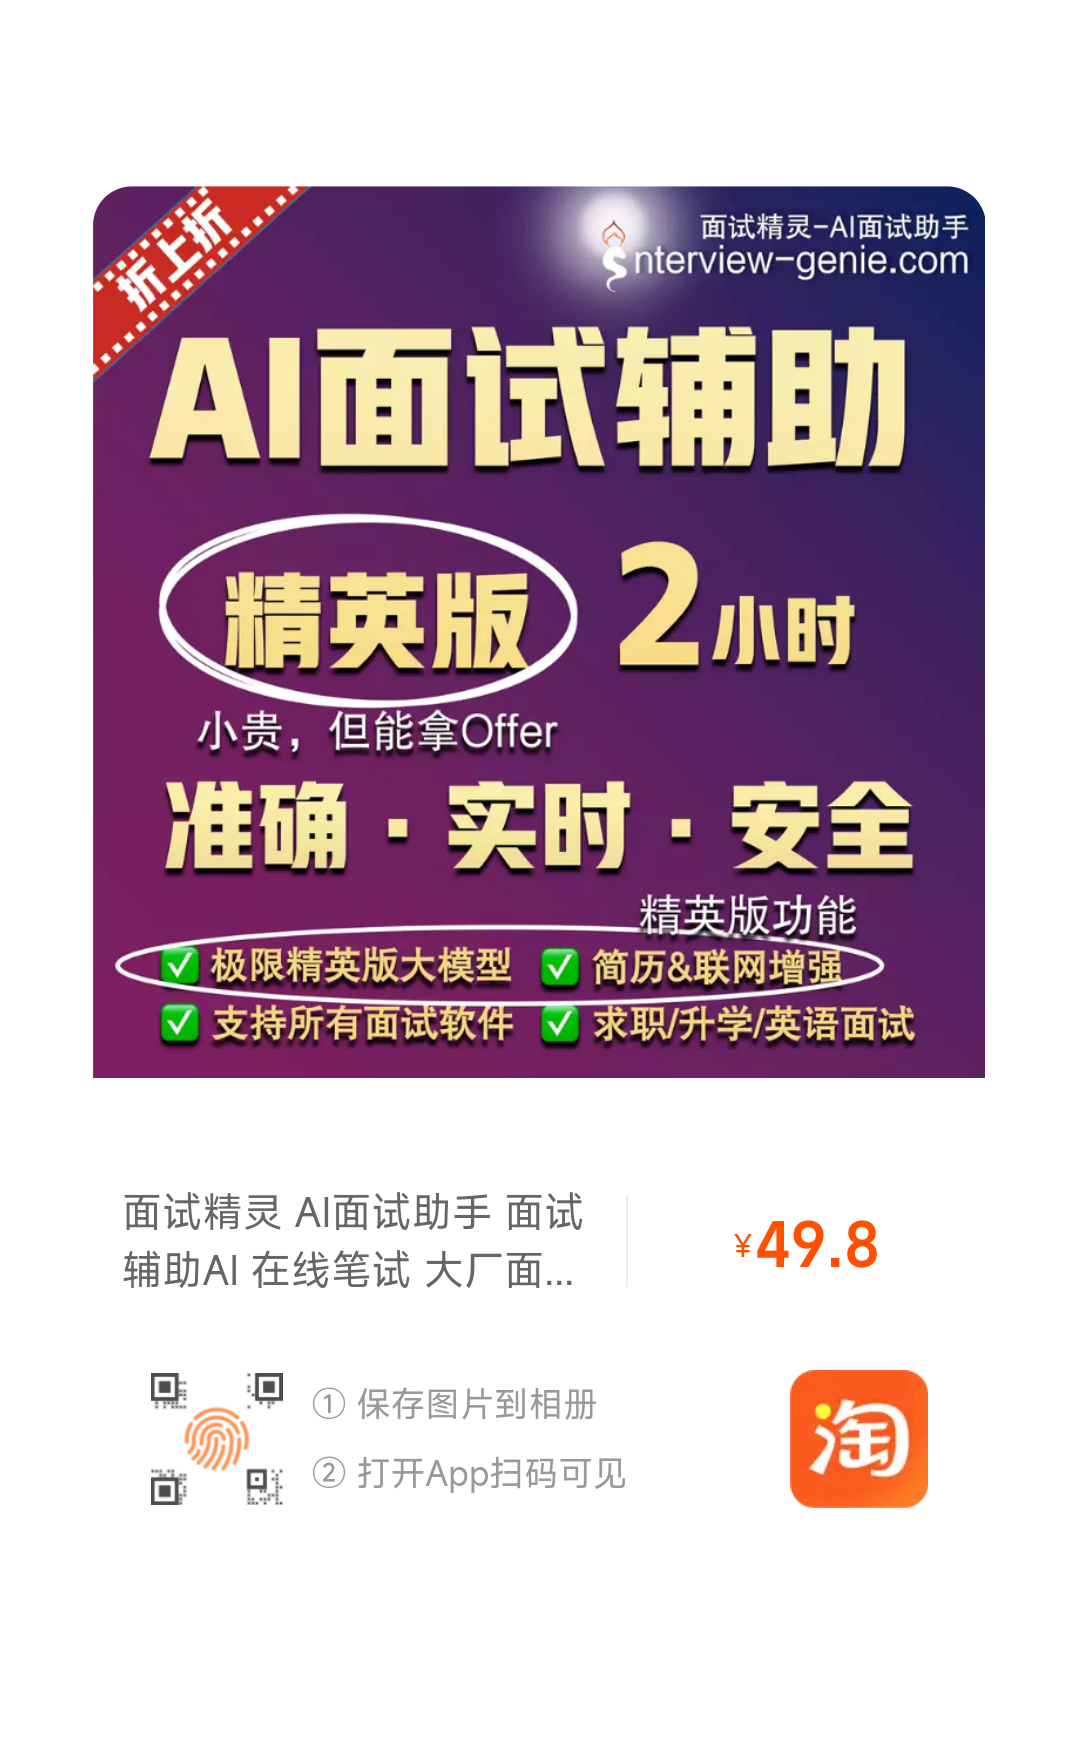 折上折
面试精灵-AI面试助手
nterview-genie.com
AI面试辅助
精英版 2小时
小贵，但能拿Offer
准确·实时·安全
精英版功能
✅ 极限精英版大模型 ✅ 简历&联网增强
✅ 支持所有面试软件 ✅ 求职/升学/英语面试
面试精灵 AI面试助手 面试
辅助AI 在线笔试 大厂面...
¥49.8
① 保存图片到相册
② 打开App扫码可见
淘